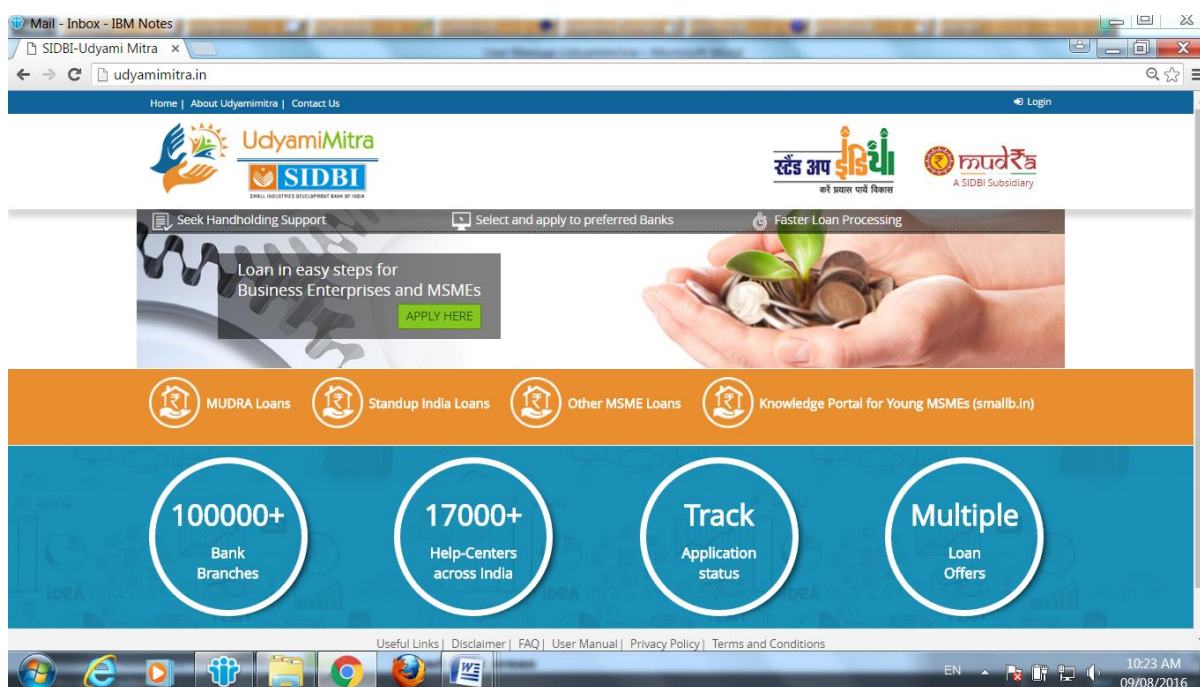 Mail - Inbox - IBM Notes
SIDBI-Udyami Mitra
User Manual Udyamimitra - Microsoft Word
udyamimitra.in
Home | About Udyamimitra | Contact Us
Login
UdyamiMitra
SIDBI
SMALL INDUSTRIES DEVELOPMENT BANK OF INDIA
स्टैंड अप इंडिया
करें प्रयास पायें विकास
mudRa
A SIDBI Subsidiary
Seek Handholding Support
Select and apply to preferred Banks
Faster Loan Processing
Loan in easy steps for
Business Enterprises and MSMEs
APPLY HERE
MUDRA Loans
Standup India Loans
Other MSME Loans
Knowledge Portal for Young MSMEs (smallb.in)
100000+
Bank
Branches
17000+
Help-Centers
across India
Track
Application
status
Multiple
Loan
Offers
Useful Links | Disclaimer | FAQ | User Manual | Privacy Policy | Terms and Conditions
EN
10:23 AM
09/08/2016